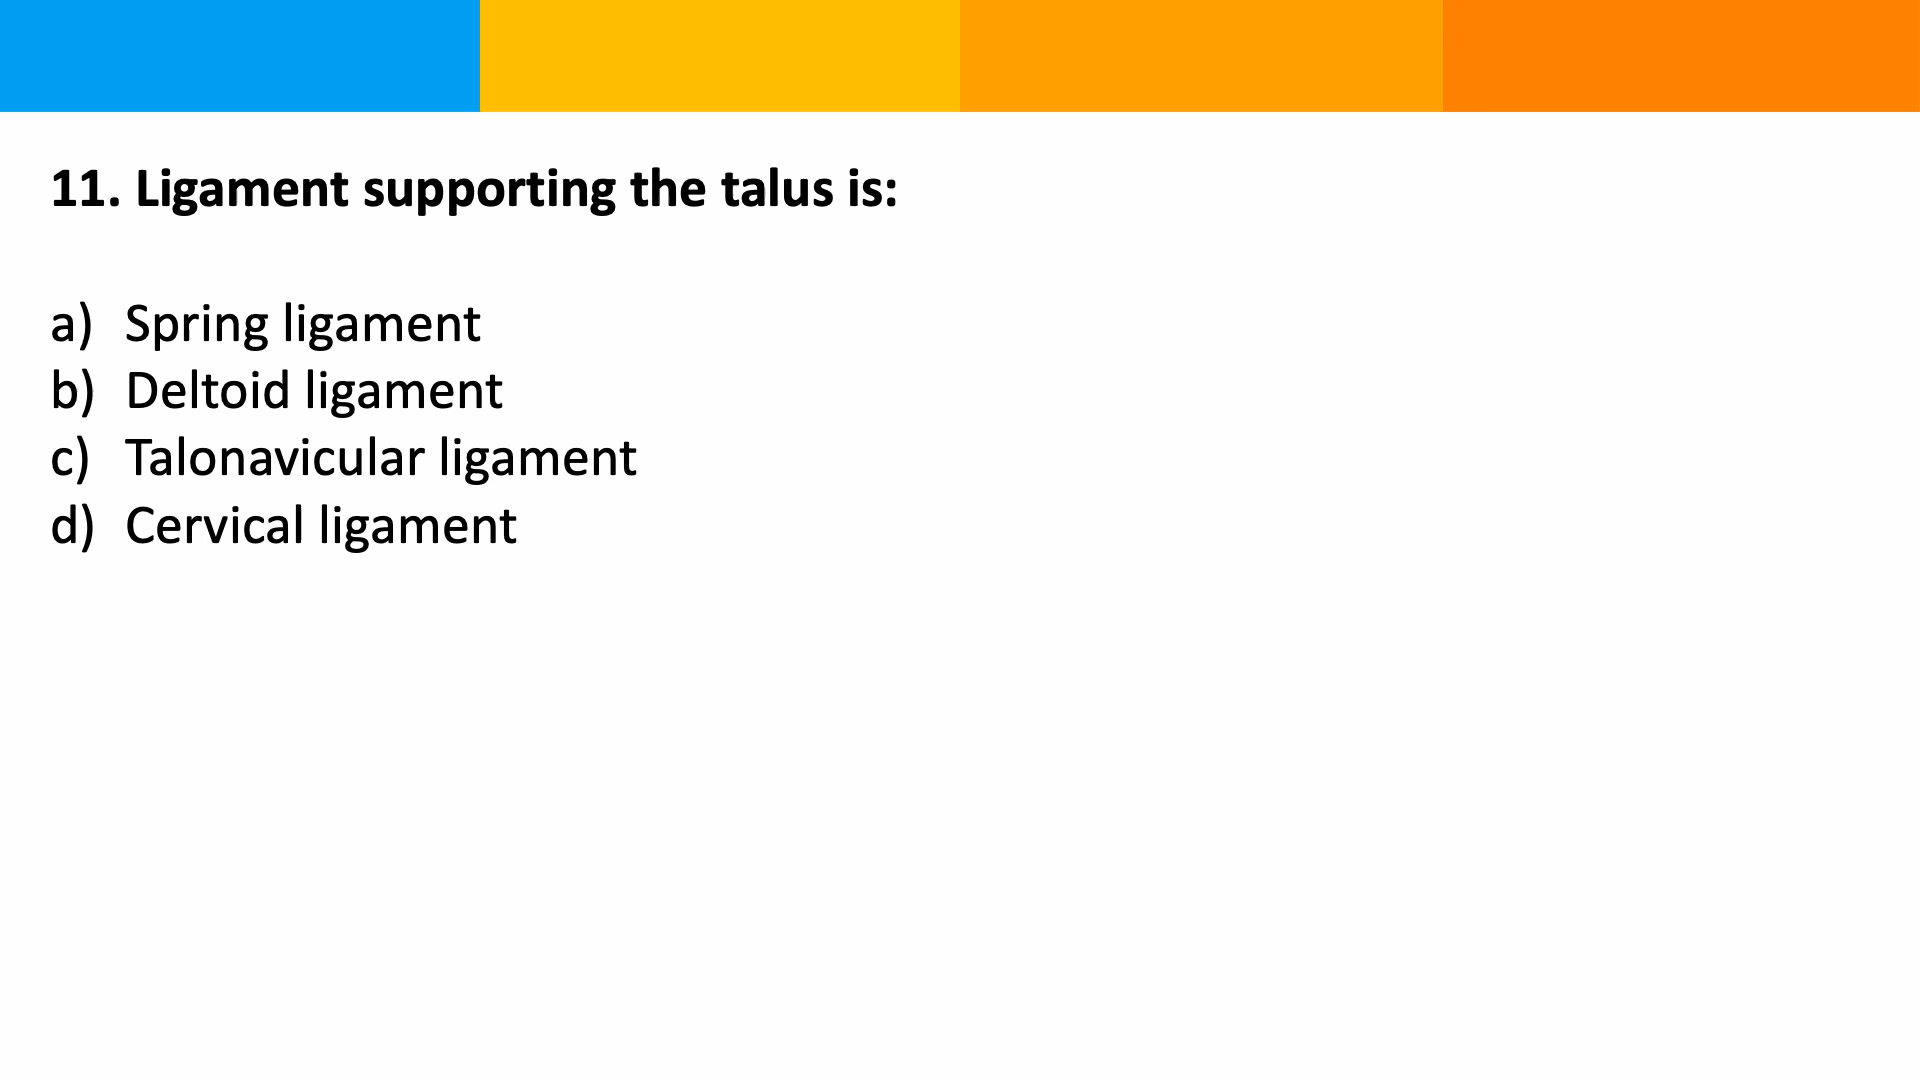 11. Ligament supporting the talus is:
a) Spring ligament
b) Deltoid ligament
c) Talonavicular ligament
d) Cervical ligament